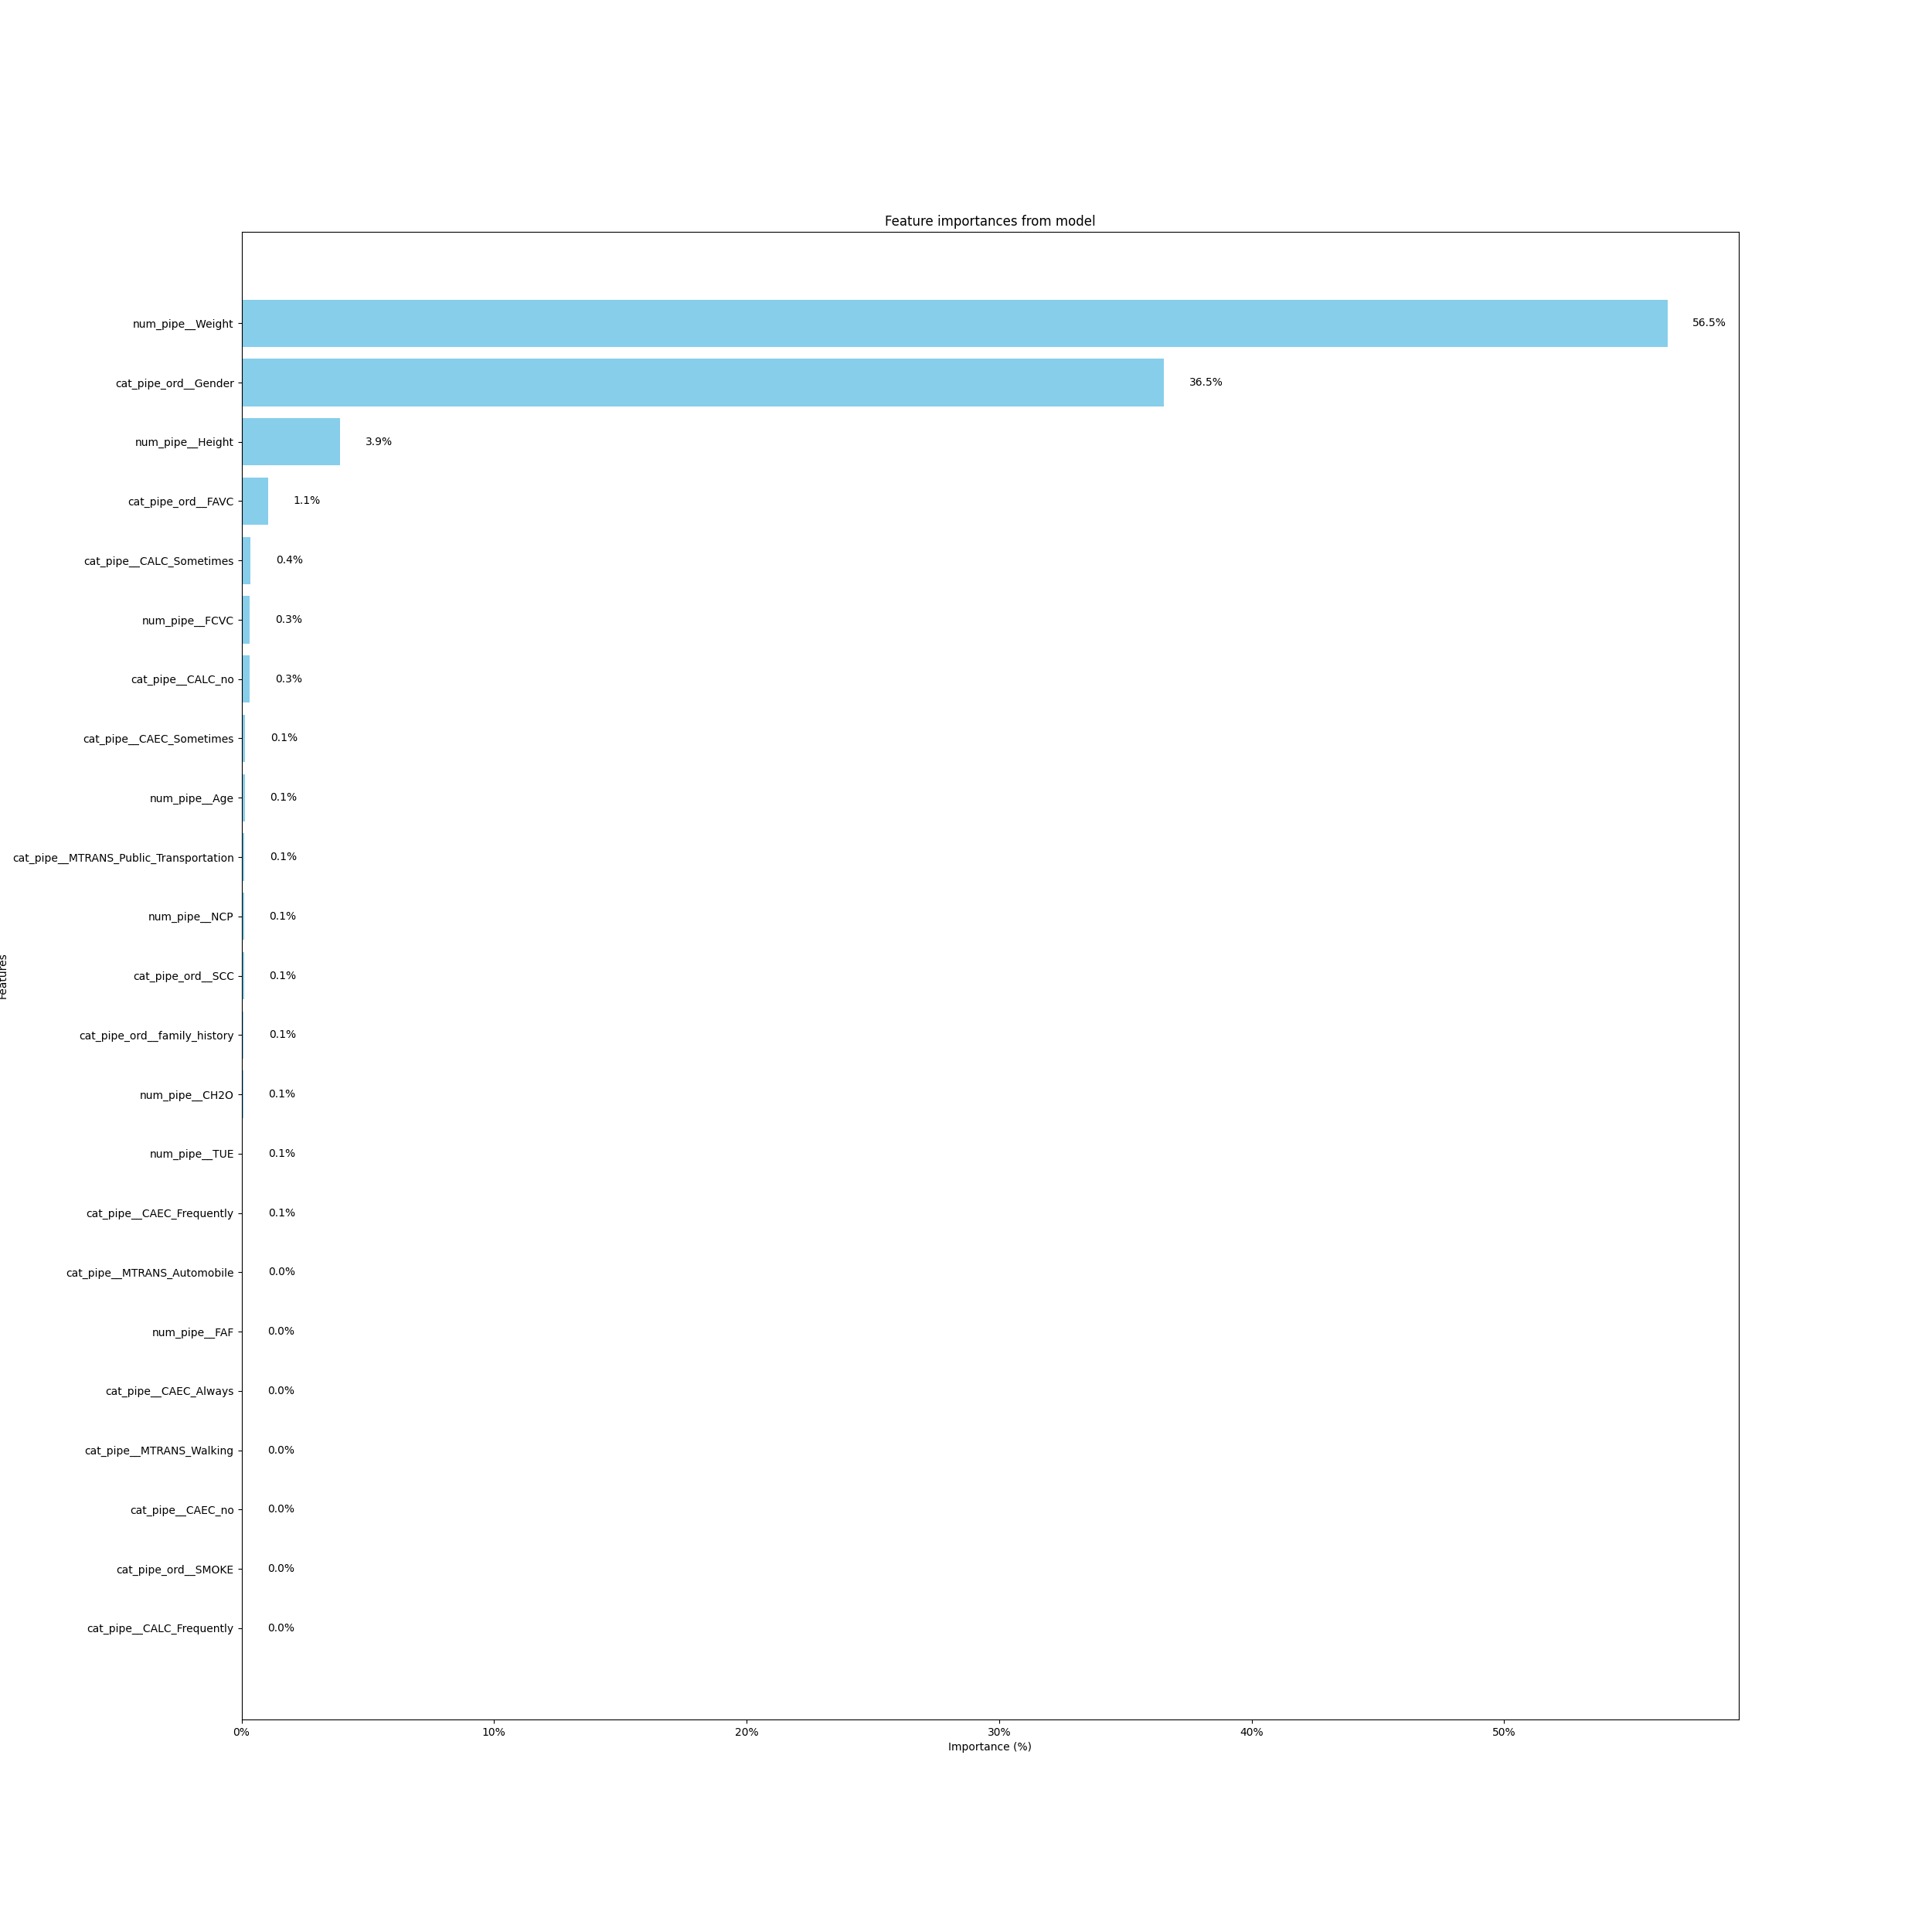 Feature importances from model
num_pipe__Weight 56.5%
cat_pipe_ord__Gender 36.5%
num_pipe__Height 3.9%
cat_pipe_ord__FAVC 1.1%
cat_pipe__CALC_Sometimes 0.4%
num_pipe__FCVC 0.3%
cat_pipe__CALC_no 0.3%
cat_pipe__CAEC_Sometimes 0.1%
num_pipe__Age 0.1%
cat_pipe__MTRANS_Public_Transportation 0.1%
num_pipe__NCP 0.1%
cat_pipe_ord__SCC 0.1%
cat_pipe_ord__family_history 0.1%
num_pipe__CH2O 0.1%
num_pipe__TUE 0.1%
cat_pipe__CAEC_Frequently 0.1%
cat_pipe__MTRANS_Automobile 0.0%
num_pipe__FAF 0.0%
cat_pipe__CAEC_Always 0.0%
cat_pipe__MTRANS_Walking 0.0%
cat_pipe__CAEC_no 0.0%
cat_pipe_ord__SMOKE 0.0%
cat_pipe__CALC_Frequently 0.0%
Features
0% 10% 20% 30% 40% 50%
Importance (%)